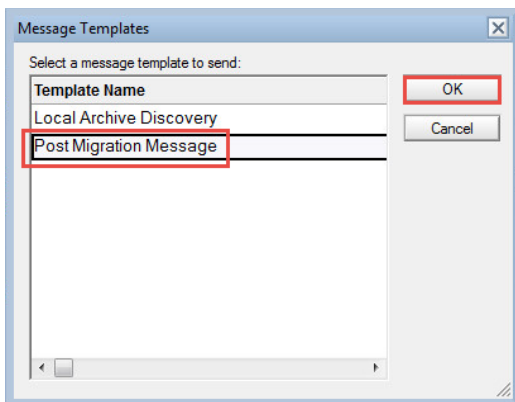 Message Templates
Select a message template to send:
Template Name
OK
Local Archive Discovery
Cancel
Post Migration Message